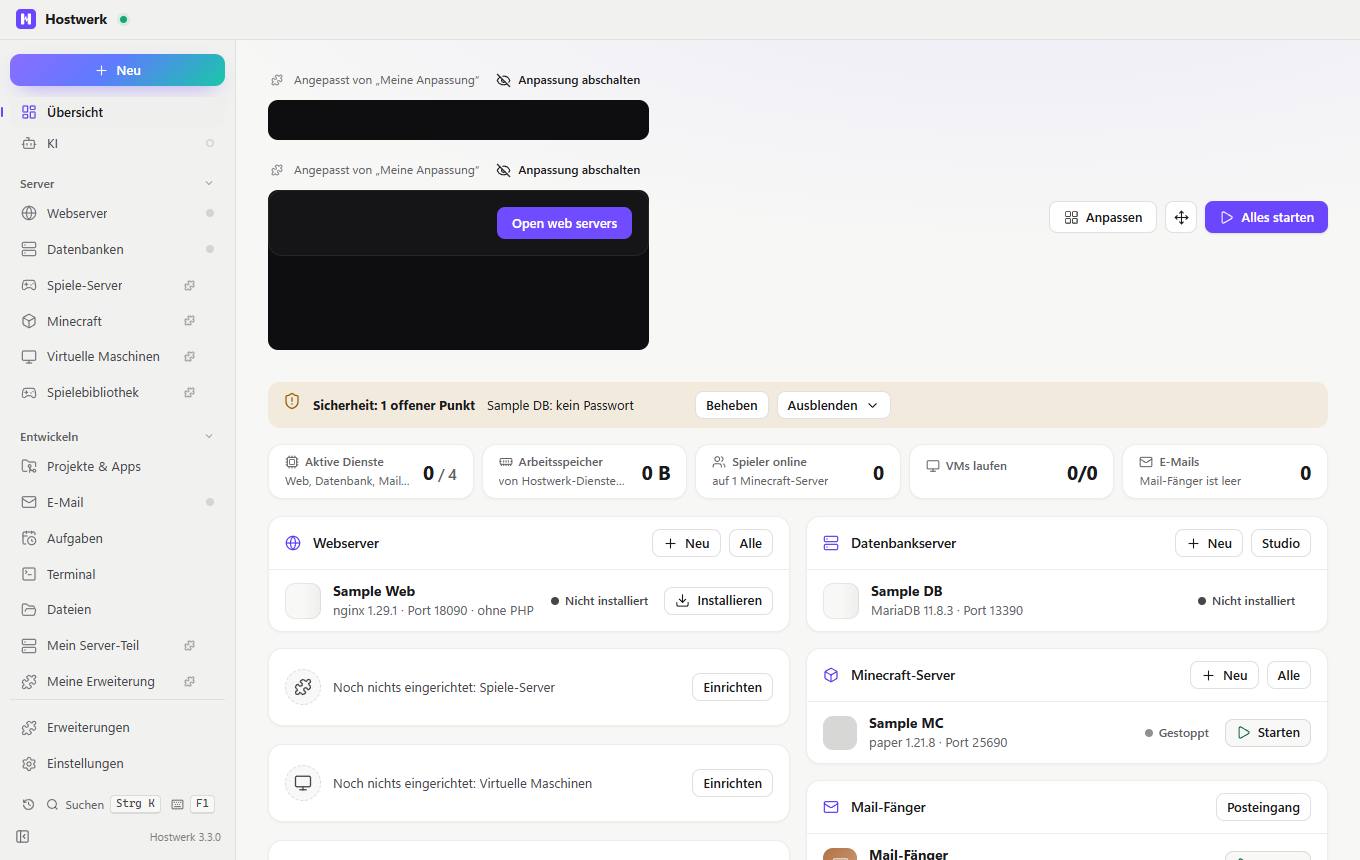 Hostwerk
Neu
Übersicht
KI
Server
Webserver
Datenbanken
Spiele-Server
Minecraft
Virtuelle Maschinen
Spielebibliothek
Entwickeln
Projekte & Apps
E-Mail
Aufgaben
Terminal
Dateien
Mein Server-Teil
Meine Erweiterung
Erweiterungen
Einstellungen
Suchen Strg K F1
Hostwerk 3.3.0
Angepasst von „Meine Anpassung“ Anpassung abschalten
Angepasst von „Meine Anpassung“ Anpassung abschalten
Open web servers
Anpassen Alles starten
Sicherheit: 1 offener Punkt Sample DB: kein Passwort Beheben Ausblenden
Aktive Dienste
Web, Datenbank, Mail...
0 / 4
Arbeitsspeicher
von Hostwerk-Dienste...
0 B
Spieler online
auf 1 Minecraft-Server
0
VMs laufen
0/0
E-Mails
Mail-Fänger ist leer
0
Webserver Neu Alle
Sample Web
nginx 1.29.1 · Port 18090 · ohne PHP
Nicht installiert Installieren
Noch nichts eingerichtet: Spiele-Server Einrichten
Noch nichts eingerichtet: Virtuelle Maschinen Einrichten
Datenbankserver Neu Studio
Sample DB
MariaDB 11.8.3 · Port 13390
Nicht installiert
Minecraft-Server Neu Alle
Sample MC
paper 1.21.8 · Port 25690
Gestoppt Starten
Mail-Fänger Posteingang
Mail-Fänger